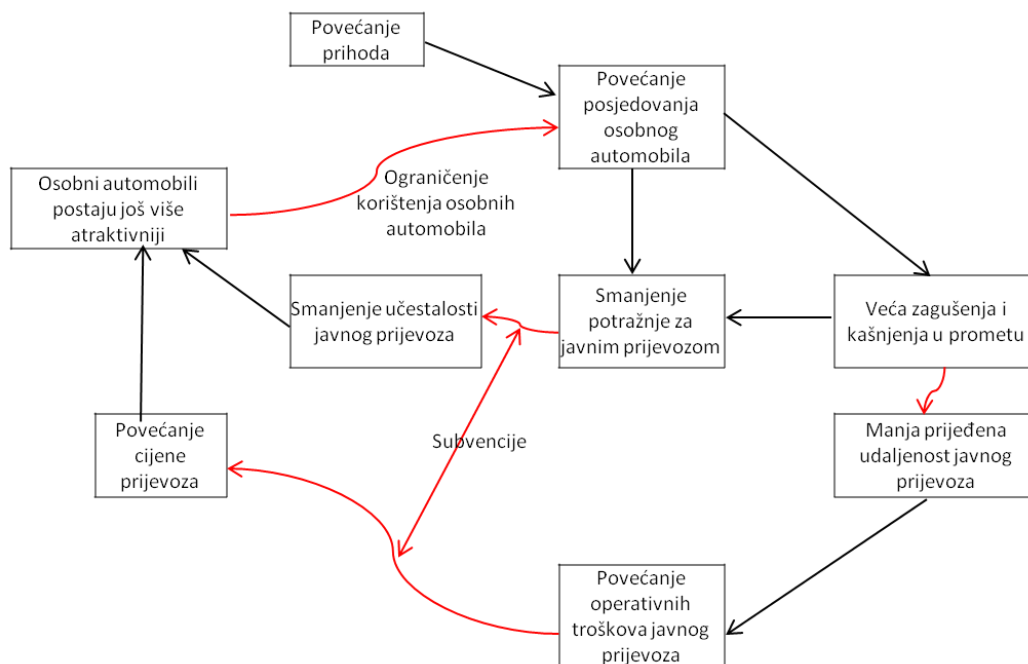 Povećanje
prihoda
Povećanje
posjedovanja
osobnog
automobila
Osobni automobili
postaju još više
atraktivniji
Ograničenje
korištenja osobnih
automobila
Smanjenje učestalosti
javnog prijevoza
Smanjenje
potražnje za
javnim prijevozom
Veća zagušenja i
kašnjenja u prometu
Povećanje
cijene
prijevoza
Subvencije
Manja prijeđena
udaljenost javnog
prijevoza
Povećanje
operativnih
troškova javnog
prijevoza